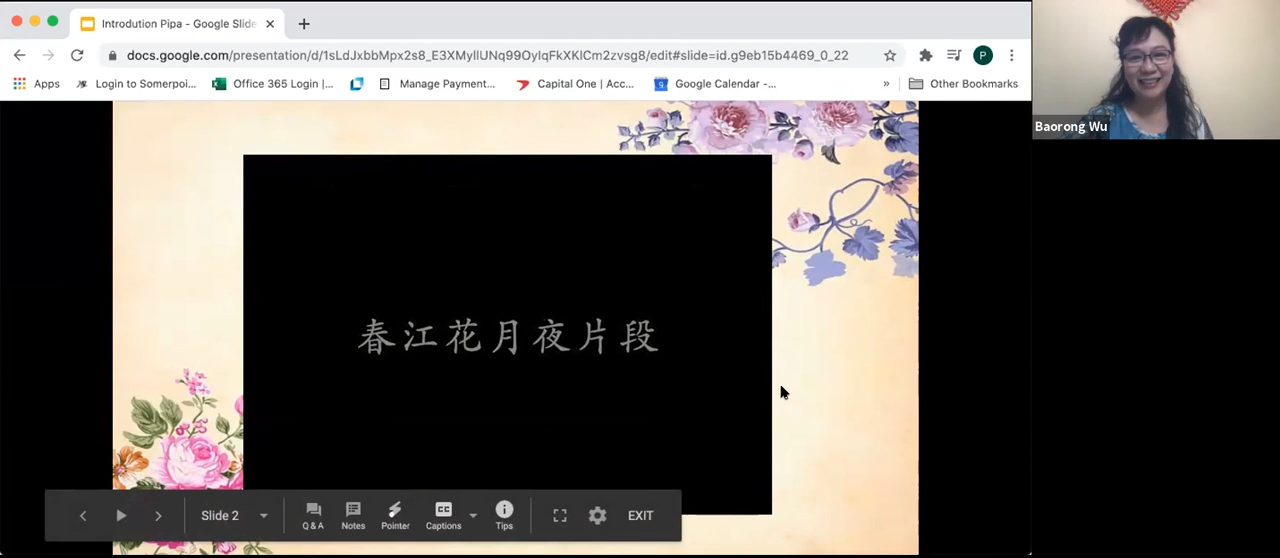 Introdution Pipa - Google Slide
docs.google.com/presentation/d/1sLdJxbbMpx2s8_E3XMyllUNq99OylqFkXKlCm2zvsg8/edit#slide=id.g9eb15b4469_0_22
P
Apps
Login to Somerpoi...
Office 365 Login |...
Manage Payment...
Capital One | Acc...
Google Calendar -...
»
Other Bookmarks
Baorong Wu
春江花月夜片段
Slide 2
Q & A
Notes
Pointer
CC
Captions
Tips
EXIT